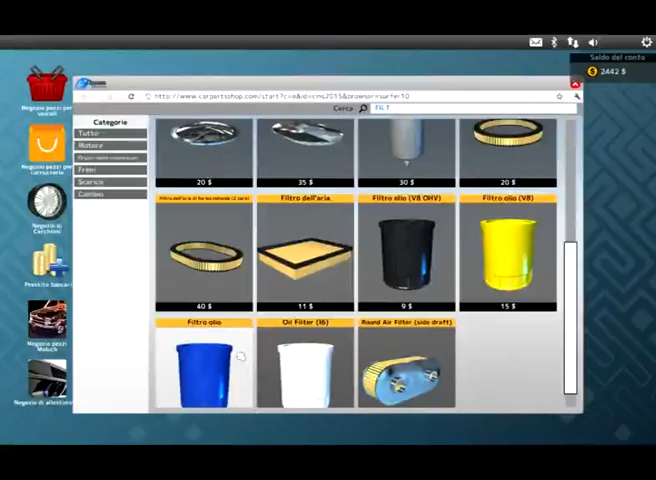 Saldo del conto
2442 $
http://www.carpartsshop.com/start?c=e&id=cms2015&browser=surfer10
Cerca
FILT
Negozio pezzi per
veicoli
Negozio pezzi per
carrozzeria
Negozio di
Cerchioni
Prestito bancario
Negozio pezzi
Negozio di
Categorie
Tutto
Motore
Freni
Scarico
Cambio
20 $
35 $
30 $
20 $
Filtro dell'aria
Filtro olio (V8 OHV)
Filtro olio (V8)
40 $
11 $
9 $
15 $
Filtro olio
Oil Filter (I6)
Round Air Filter (side draft)